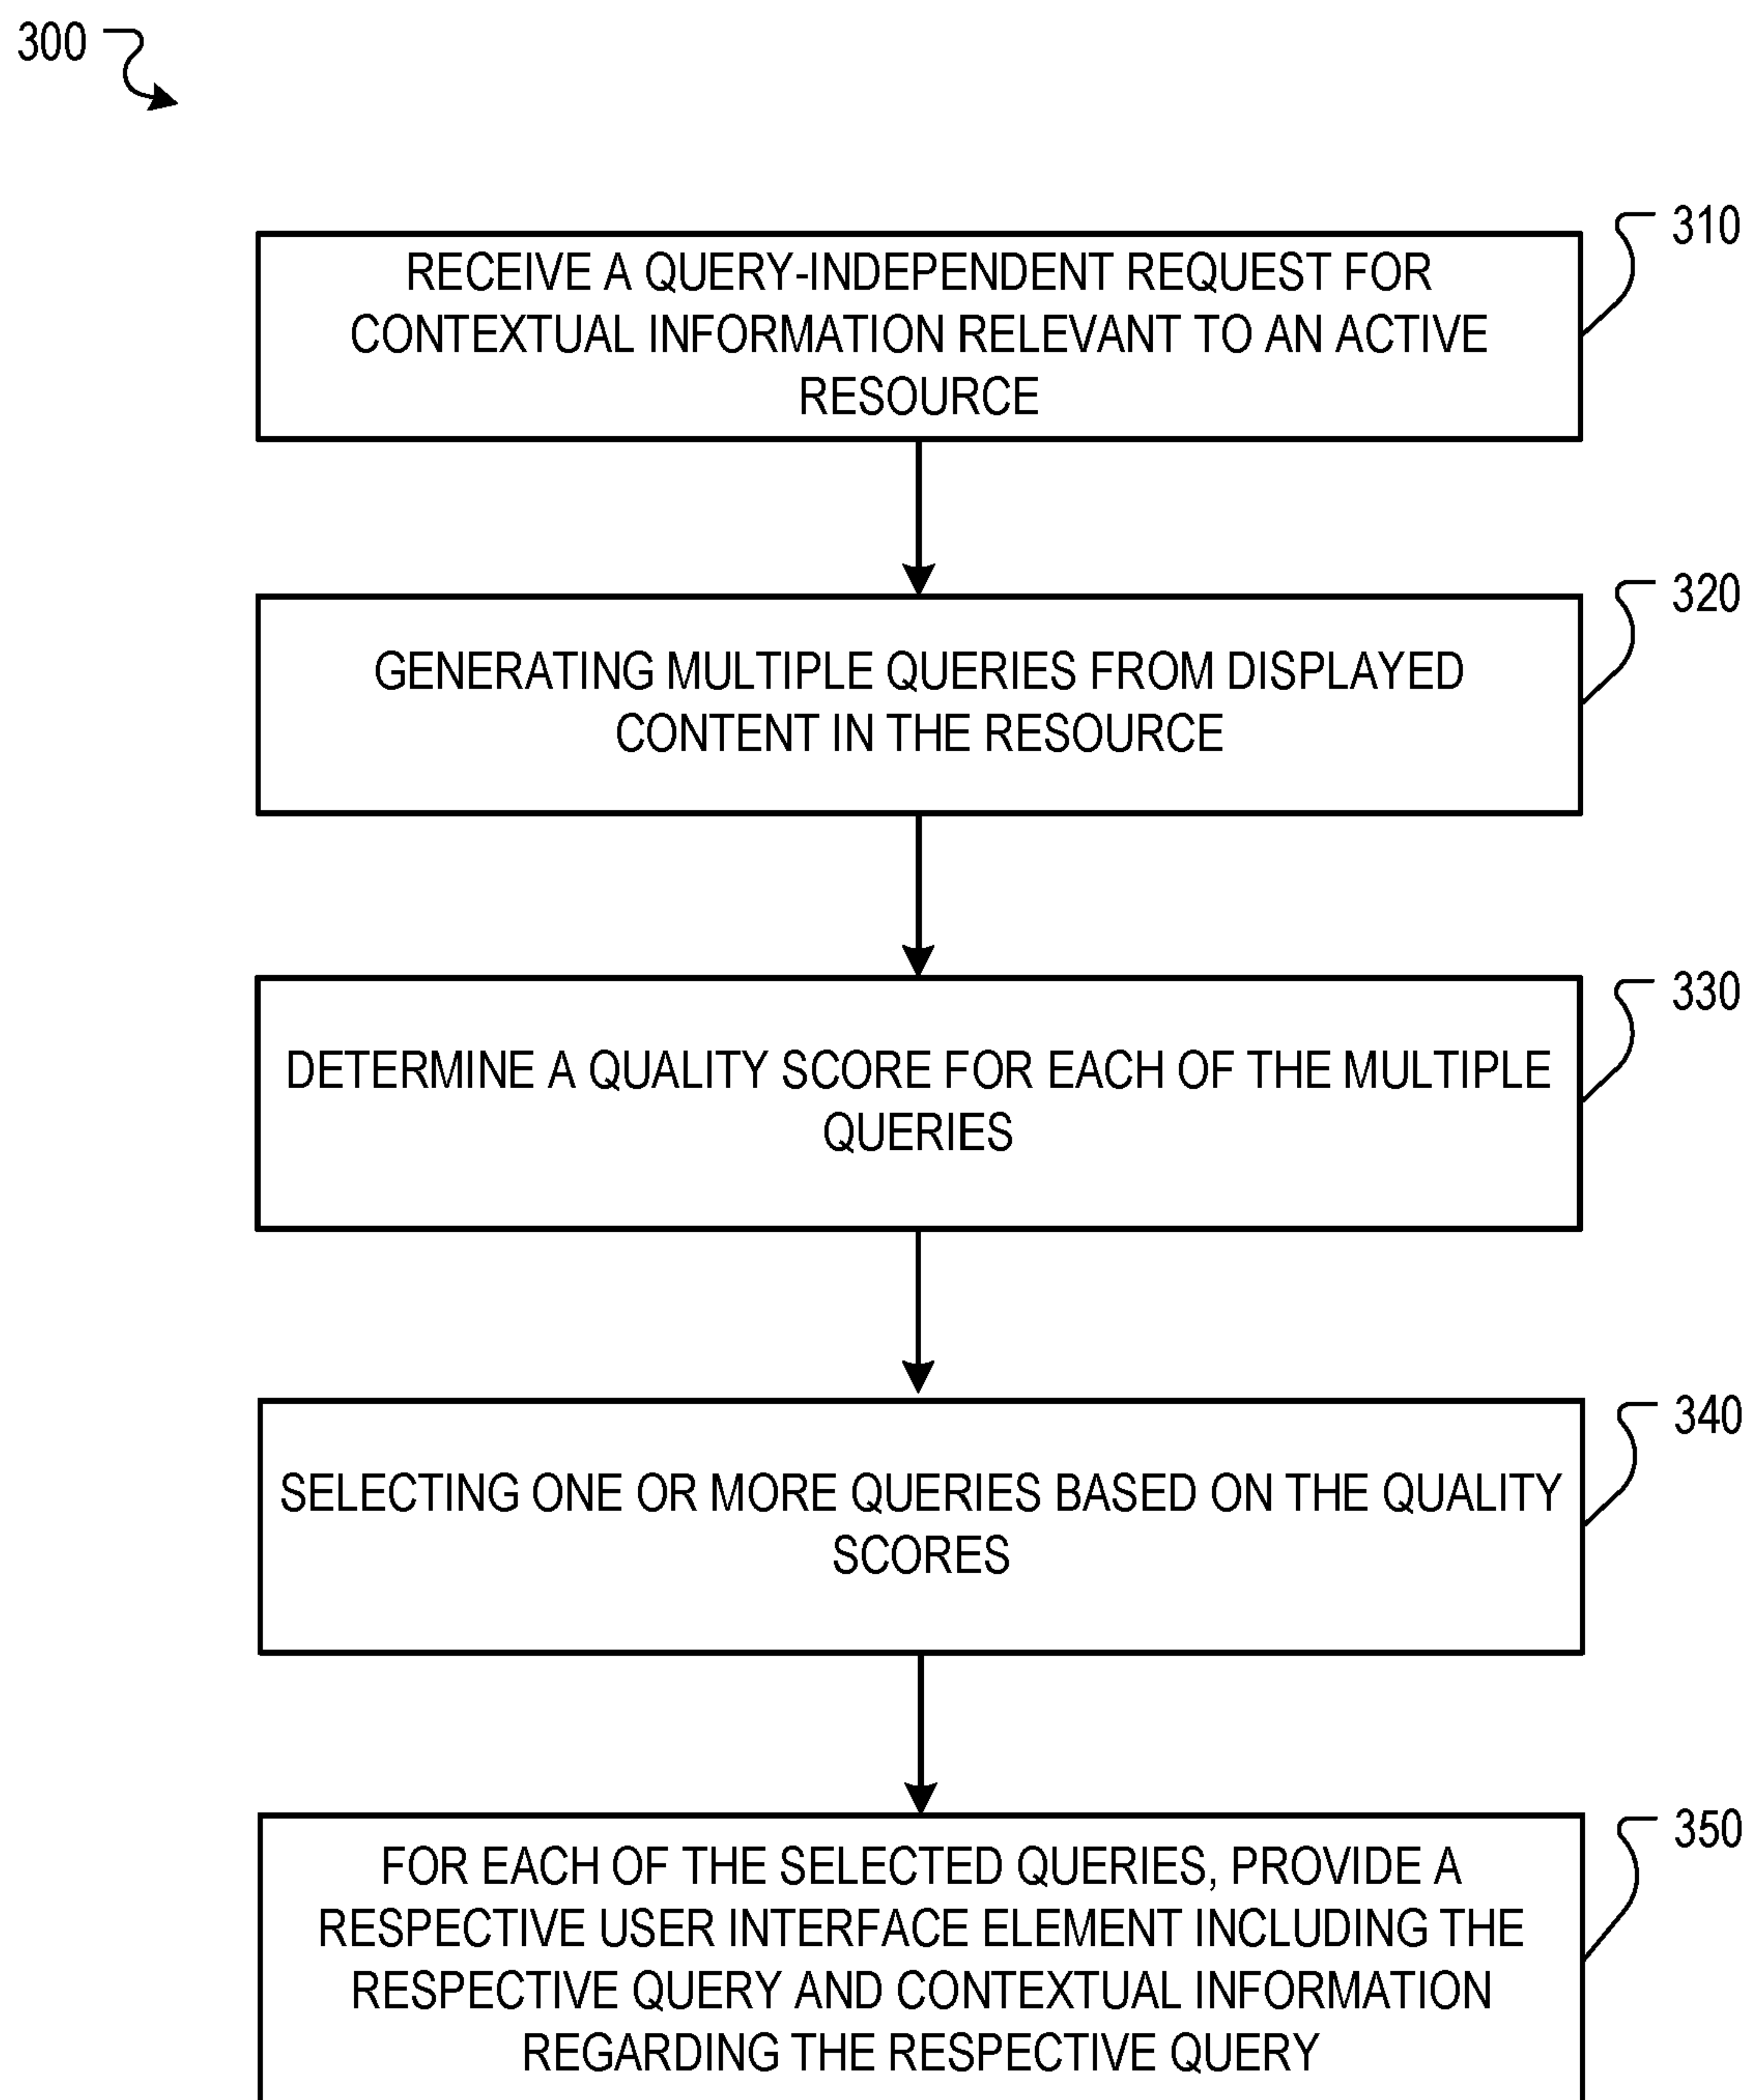 300
310
RECEIVE A QUERY-INDEPENDENT REQUEST FOR
CONTEXTUAL INFORMATION RELEVANT TO AN ACTIVE
RESOURCE
320
GENERATING MULTIPLE QUERIES FROM DISPLAYED
CONTENT IN THE RESOURCE
330
DETERMINE A QUALITY SCORE FOR EACH OF THE MULTIPLE
QUERIES
340
SELECTING ONE OR MORE QUERIES BASED ON THE QUALITY
SCORES
350
FOR EACH OF THE SELECTED QUERIES, PROVIDE A
RESPECTIVE USER INTERFACE ELEMENT INCLUDING THE
RESPECTIVE QUERY AND CONTEXTUAL INFORMATION
REGARDING THE RESPECTIVE QUERY